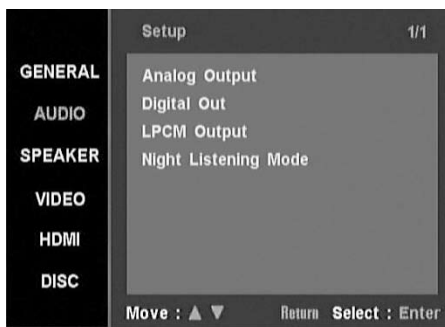 Setup 1/1
GENERAL
AUDIO
SPEAKER
VIDEO
HDMI
DISC
Analog Output
Digital Out
LPCM Output
Night Listening Mode
Move : ▲ ▼ Return Select : Enter